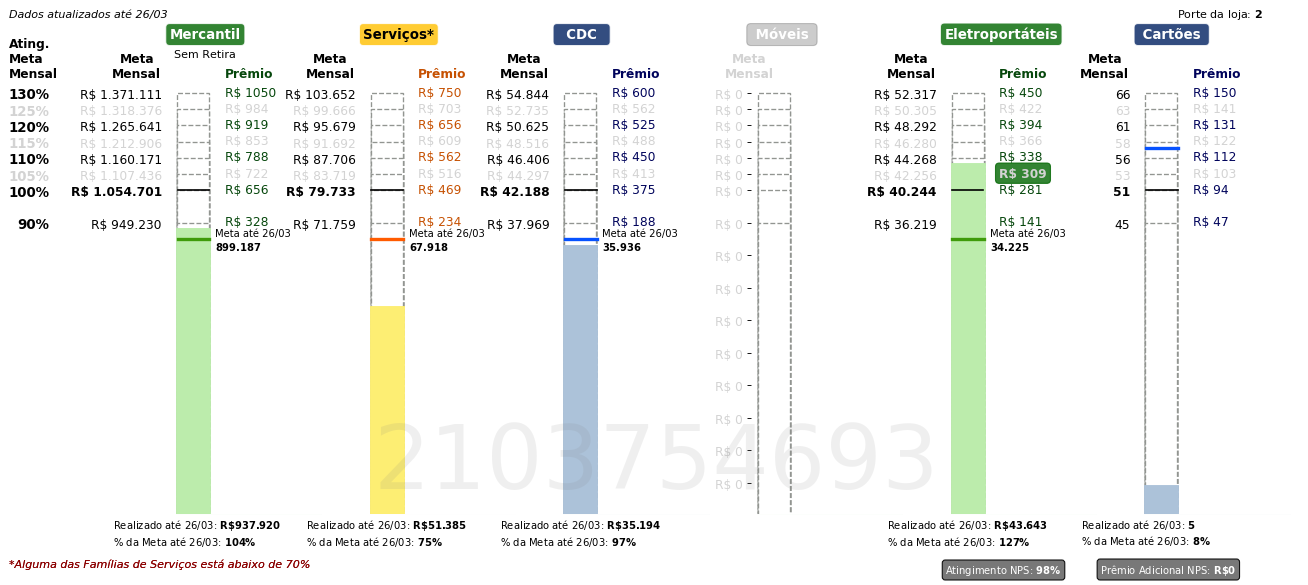 Dados atualizados até 26/03
Porte da loja: 2
Mercantil Serviços* CDC Móveis Eletroportáteis Cartões
Sem Retira
Ating. Meta Mensal
Meta Mensal Prêmio Meta Mensal Prêmio Meta Mensal Prêmio Meta Mensal Meta Mensal Prêmio Meta Mensal Prêmio
130% R$ 1.371.111 R$ 1050 R$ 103.652 R$ 750 R$ 54.844 R$ 600 R$ 0 R$ 52.317 R$ 450 66 R$ 150
125% R$ 1.318.376 R$ 984 R$ 99.666 R$ 703 R$ 52.735 R$ 562 R$ 0 R$ 50.305 R$ 422 63 R$ 141
120% R$ 1.265.641 R$ 919 R$ 95.679 R$ 656 R$ 50.625 R$ 525 R$ 0 R$ 48.292 R$ 394 61 R$ 131
115% R$ 1.212.906 R$ 853 R$ 91.692 R$ 609 R$ 48.516 R$ 488 R$ 0 R$ 46.280 R$ 366 58 R$ 122
110% R$ 1.160.171 R$ 788 R$ 87.706 R$ 562 R$ 46.406 R$ 450 R$ 0 R$ 44.268 R$ 338 56 R$ 112
105% R$ 1.107.436 R$ 722 R$ 83.719 R$ 516 R$ 44.297 R$ 413 R$ 0 R$ 42.256 R$ 309 53 R$ 103
100% R$ 1.054.701 R$ 656 R$ 79.733 R$ 469 R$ 42.188 R$ 375 R$ 0 R$ 40.244 R$ 281 51 R$ 94
90% R$ 949.230 R$ 328 R$ 71.759 R$ 234 R$ 37.969 R$ 188 R$ 0 R$ 36.219 R$ 141 45 R$ 47
Meta até 26/03 Meta até 26/03 Meta até 26/03 Meta até 26/03
899.187 67.918 35.936 34.225
R$ 0
R$ 0
R$ 0
R$ 0
R$ 0
R$ 0
R$ 0
R$ 0
2103754693
Realizado até 26/03: R$937.920 Realizado até 26/03: R$51.385 Realizado até 26/03: R$35.194 Realizado até 26/03: R$43.643 Realizado até 26/03: 5
% da Meta até 26/03: 104% % da Meta até 26/03: 75% % da Meta até 26/03: 97% % da Meta até 26/03: 127% % da Meta até 26/03: 8%
*Alguma das Famílias de Serviços está abaixo de 70%
Atingimento NPS: 98% Prêmio Adicional NPS: R$0